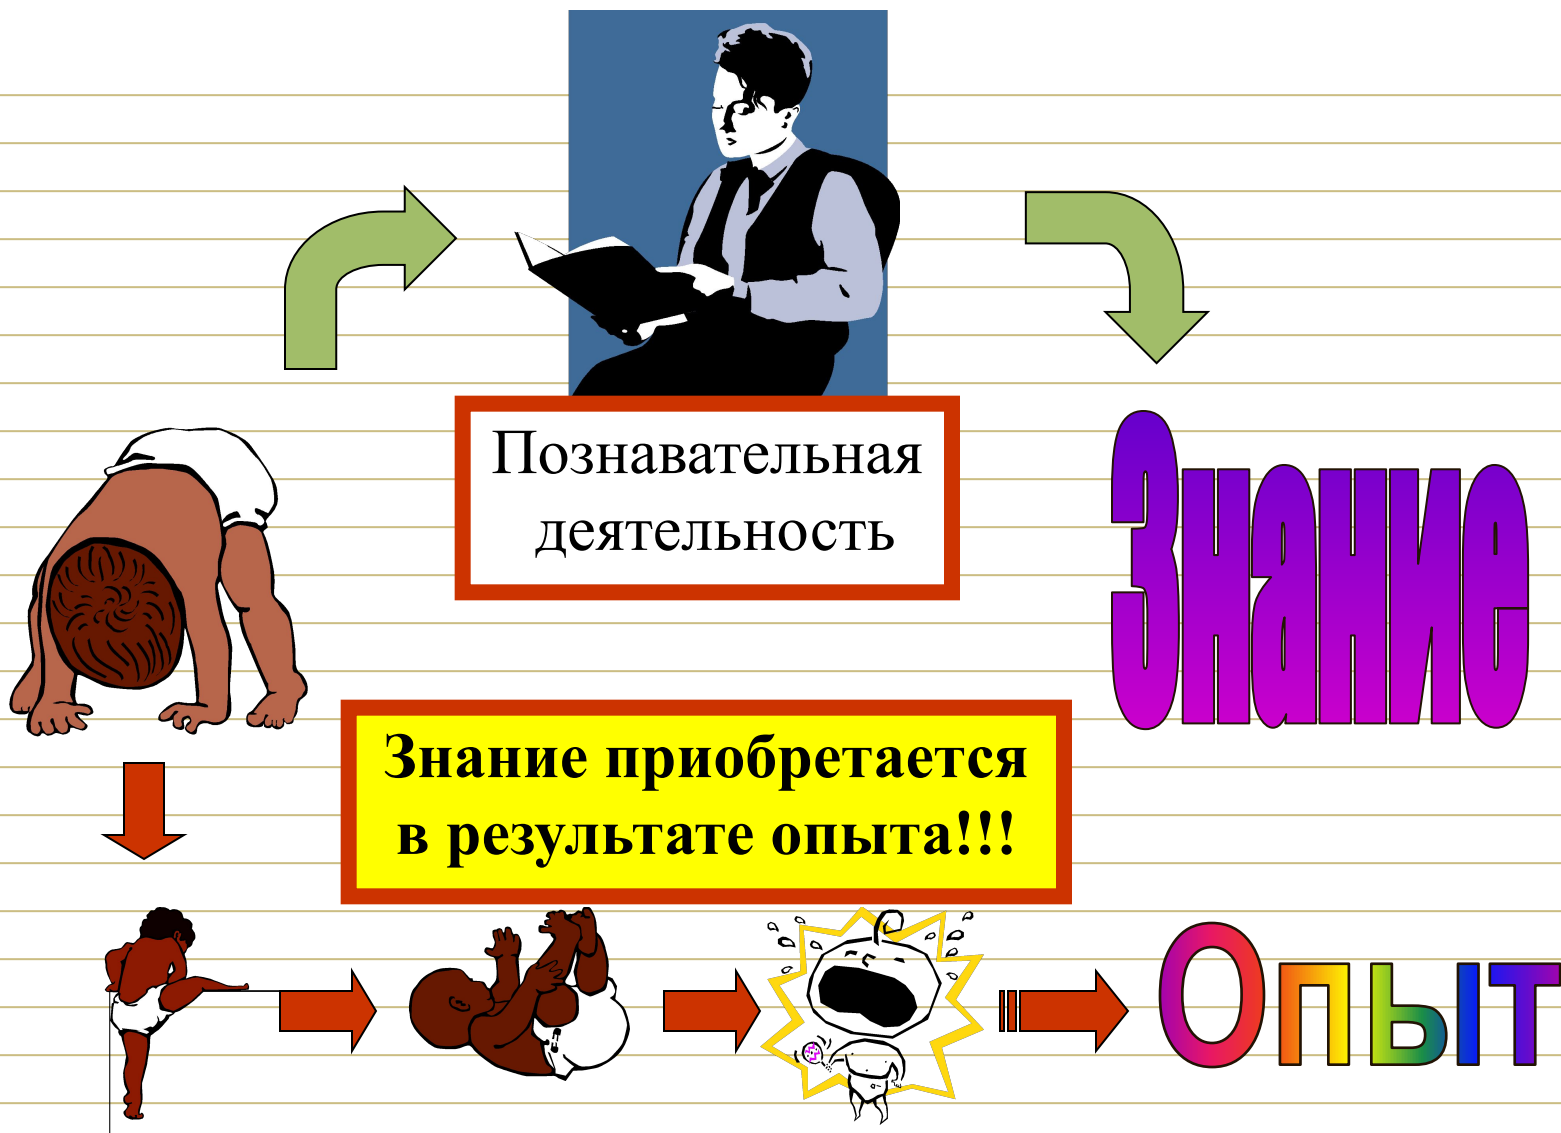 Познавательная
деятельность
Знание
Знание приобретается
в результате опыта!!!
Опыт